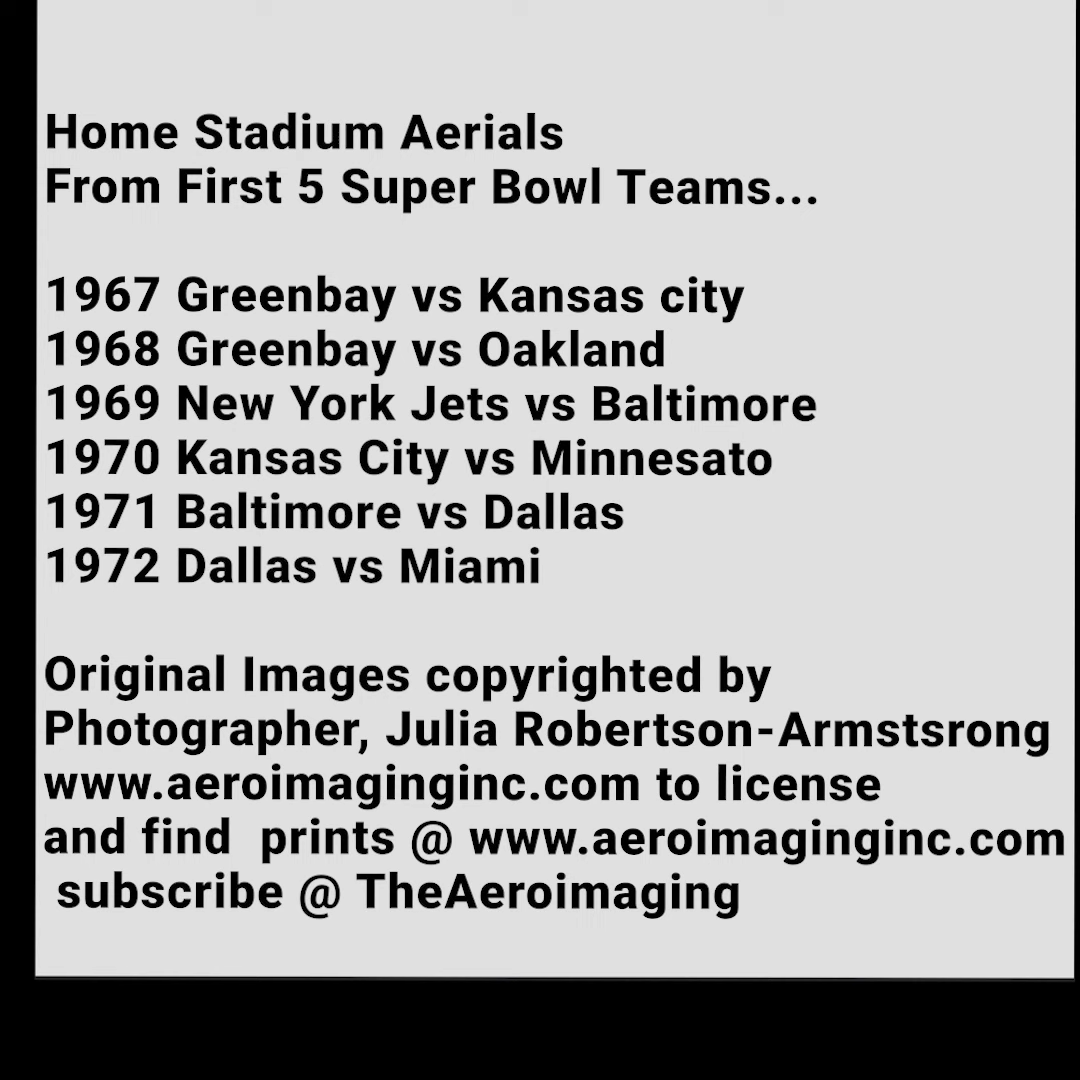 Home Stadium Aerials
From First 5 Super Bowl Teams...
1967 Greenbay vs Kansas city
1968 Greenbay vs Oakland
1969 New York Jets vs Baltimore
1970 Kansas City vs Minnesato
1971 Baltimore vs Dallas
1972 Dallas vs Miami
Original Images copyrighted by
Photographer, Julia Robertson-Armstsrong
www.aeroimaginginc.com to license
and find  prints @ www.aeroimaginginc.com
subscribe @ TheAeroimaging